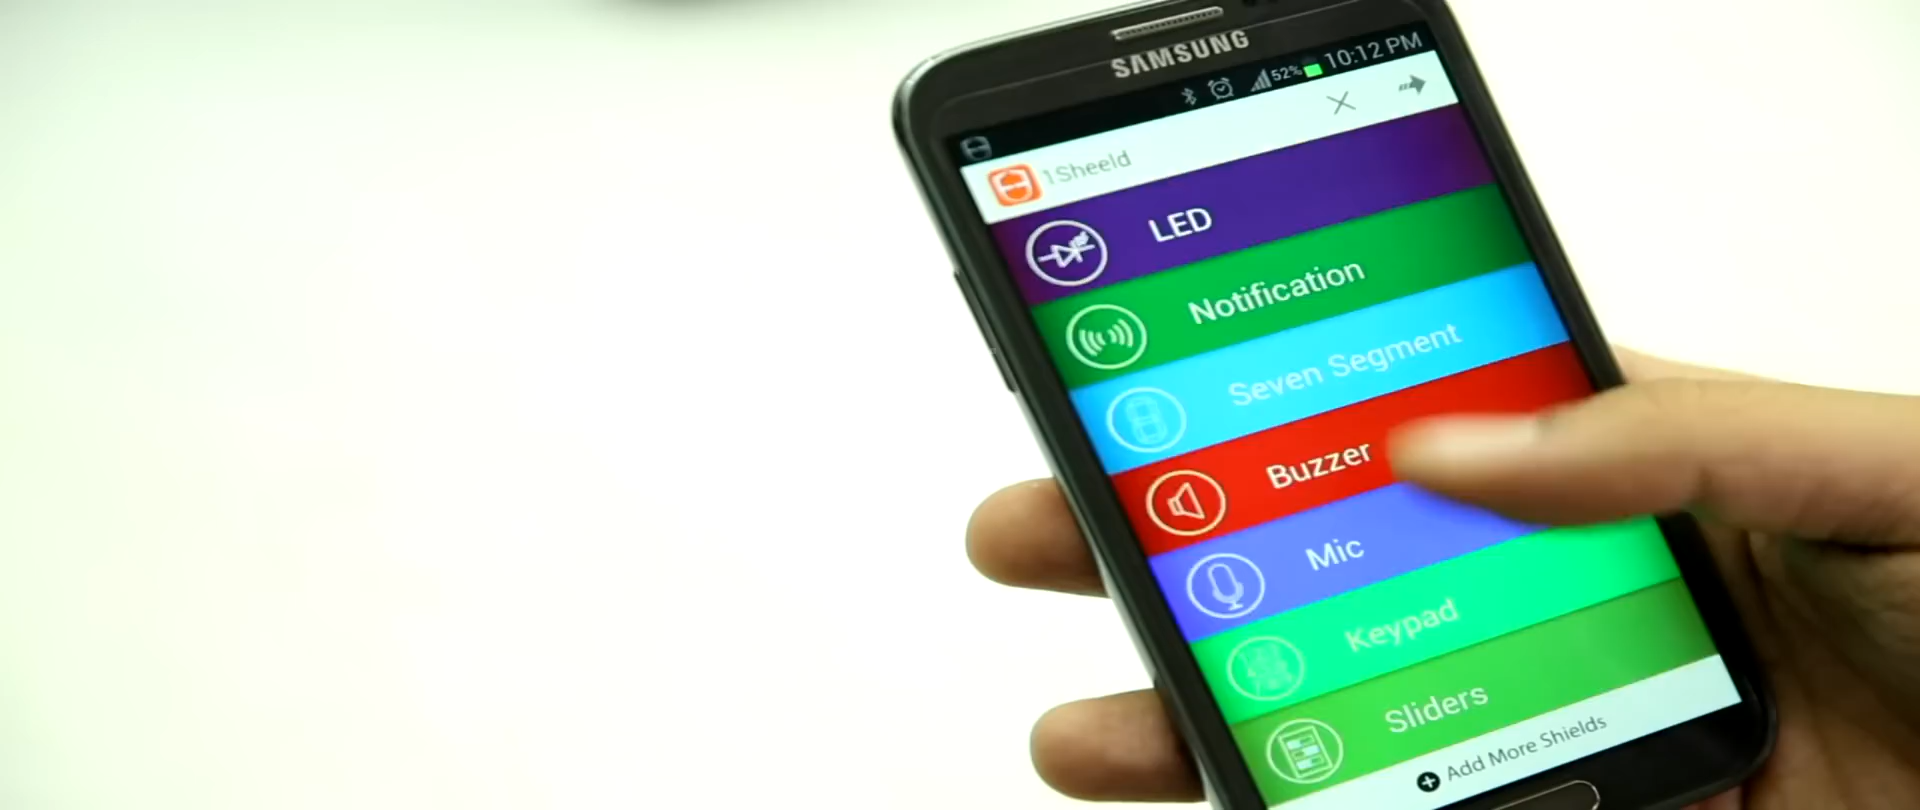 SAMSUNG
52% 10:12 PM
1Sheeld
LED
Notification
Seven Segment
Buzzer
Mic
Keypad
Sliders
Add More Shields